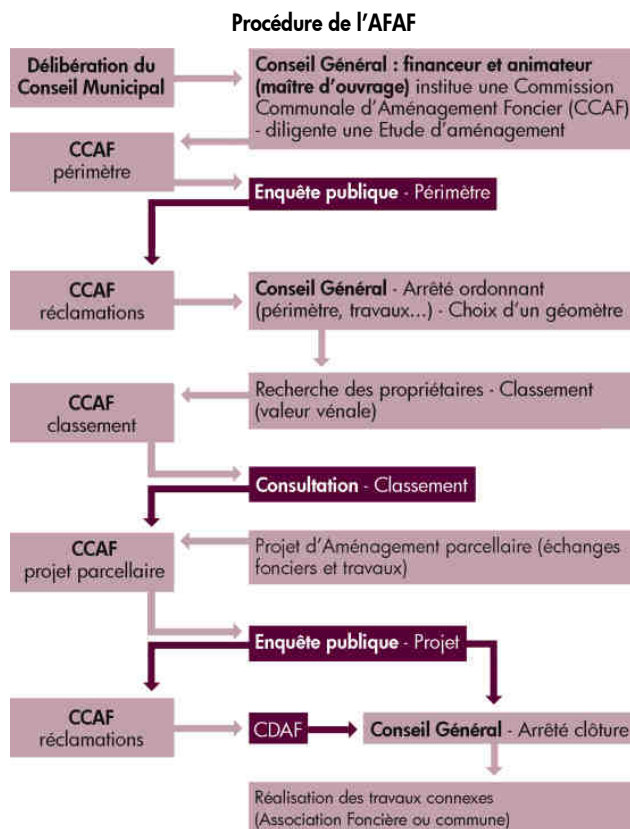 Procédure de l'AFAF
Délibération du
Conseil Municipal
Conseil Général : financeur et animateur
(maître d'ouvrage) institue une Commission
Communale d'Aménagement Foncier (CCAF)
- diligente une Etude d'aménagement
CCAF
périmètre
Enquête publique - Périmètre
CCAF
réclamations
Conseil Général - Arrêté ordonnant
(périmètre, travaux...) - Choix d'un géomètre
Recherche des propriétaires - Classement
(valeur vénale)
CCAF
classement
Consultation - Classement
CCAF
projet parcellaire
Projet d'Aménagement parcellaire (échanges
fonciers et travaux)
Enquête publique - Projet
CCAF
réclamations
CDAF
Conseil Général - Arrêté clôture
Réalisation des travaux connexes
(Association Foncière ou commune)